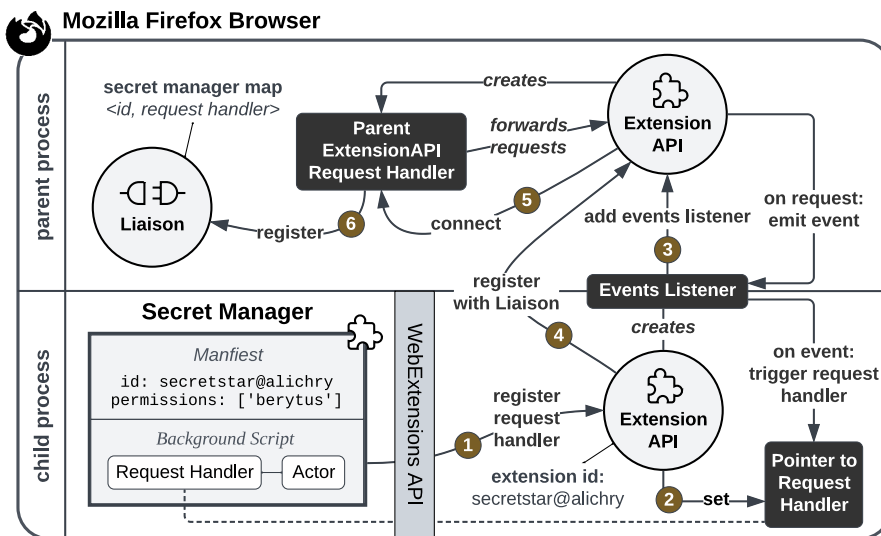 Mozilla Firefox Browser
parent process
secret manager map
<id, request handler>
Liaison
creates
Parent
ExtensionAPI
Request Handler
forwards
requests
Extension
API
5
connect
6
register
add events listener
3
on request:
emit event
register
with Liaison
Events Listener
child process
Secret Manager
Manfiest
id: secretstar@alichry
permissions: ['berytus']
Background Script
Request Handler
Actor
WebExtensions API
4
creates
1
register
request
handler
Extension
API
extension id:
secretstar@alichry
2
set
on event:
trigger request
handler
Pointer to
Request
Handler